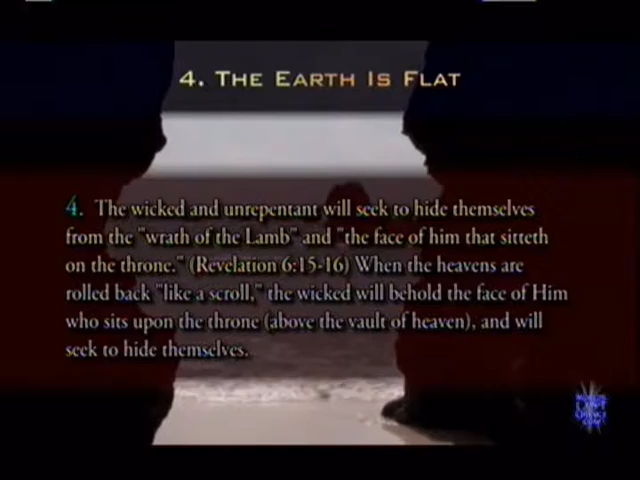 4. THE EARTH IS FLAT
4. The wicked and unrepentant will seek to hide themselves
from the "wrath of the Lamb" and "the face of him that sitteth
on the throne." (Revelation 6:15-16) When the heavens are
rolled back "like a scroll," the wicked will behold the face of Him
who sits upon the throne (above the vault of heaven), and will
seek to hide themselves.